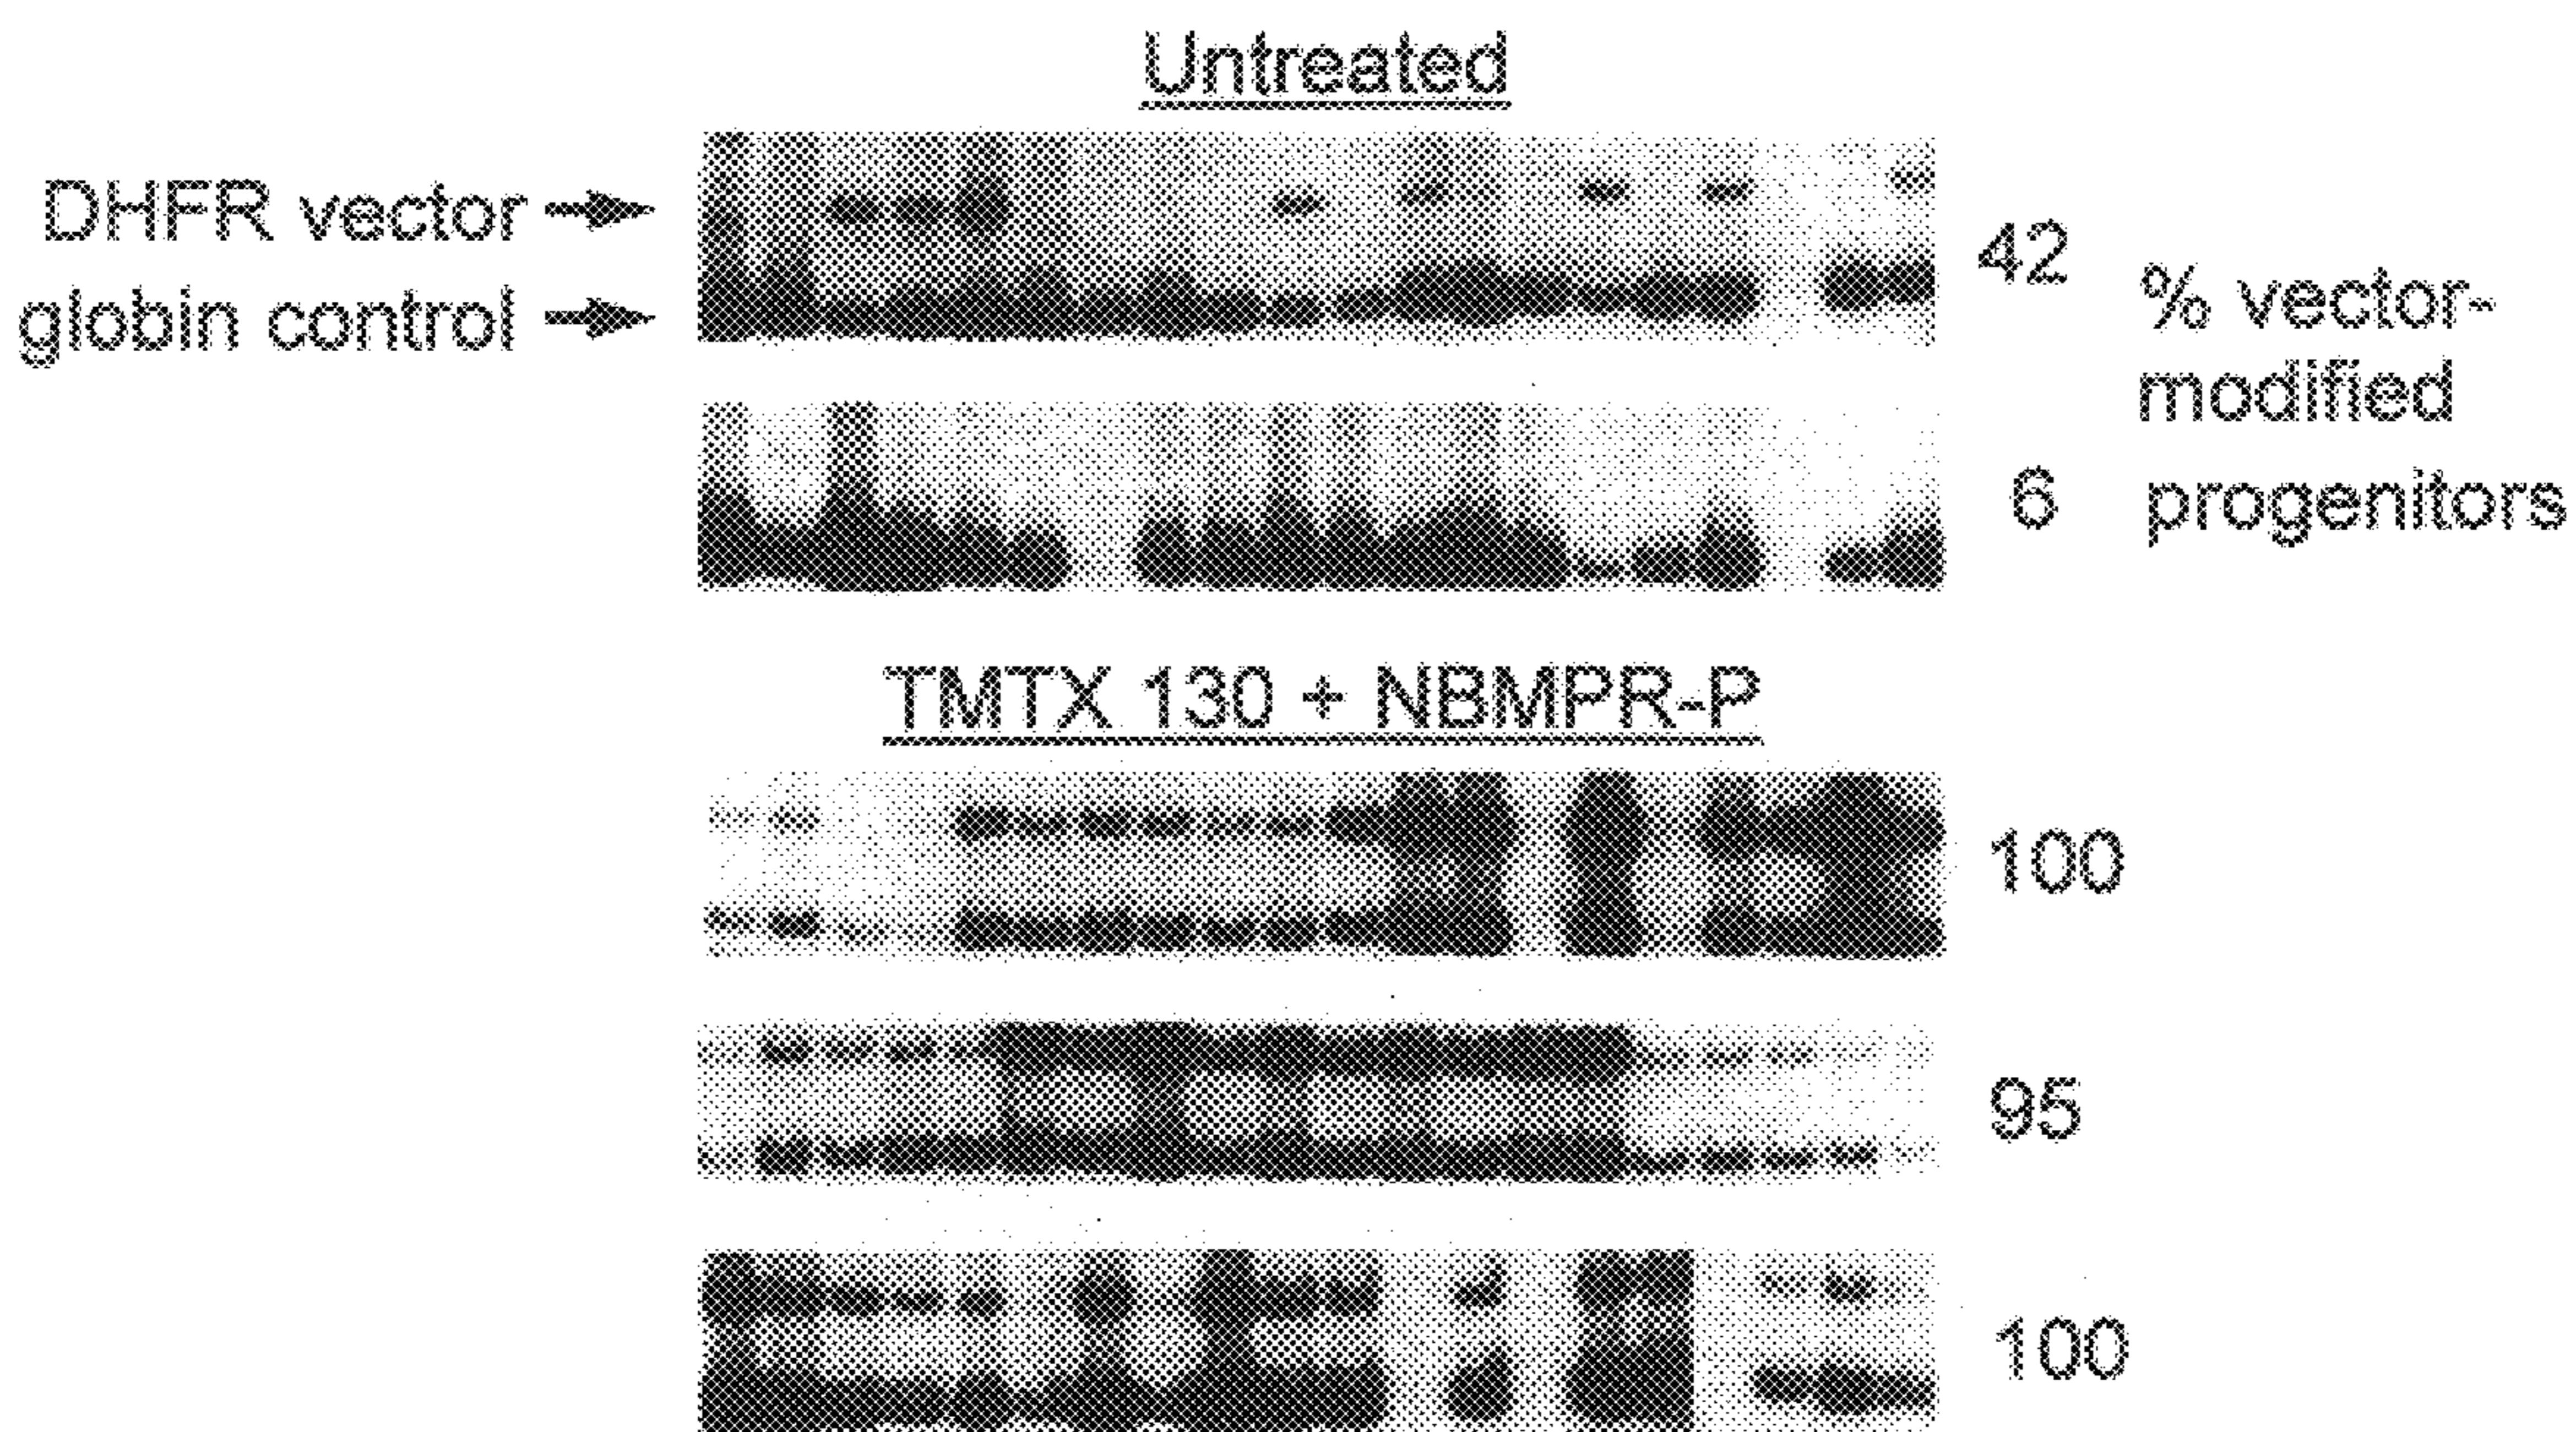 Untreated
DHFR vector
globin control
42
% vector-
modified
6 progenitors
TMTX 130 + NBMPR-P
100
95
100